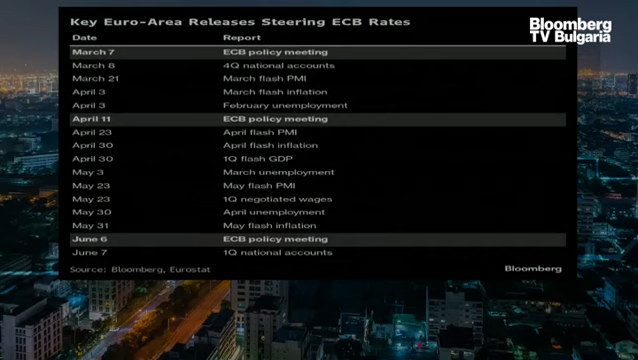 Key Euro-Area Releases Steering ECB Rates
Bloomberg
TV Bulgaria
Date Report
March 7 ECB policy meeting
March 8 4Q national accounts
March 21 March flash PMI
April 3 March flash inflation
April 3 February unemployment
April 11 ECB policy meeting
April 23 April flash PMI
April 30 April flash inflation
April 30 1Q flash GDP
May 3 March unemployment
May 23 May flash PMI
May 23 1Q negotiated wages
May 30 April unemployment
May 31 May flash inflation
June 6 ECB policy meeting
June 7 1Q national accounts
Source: Bloomberg, Eurostat Bloomberg